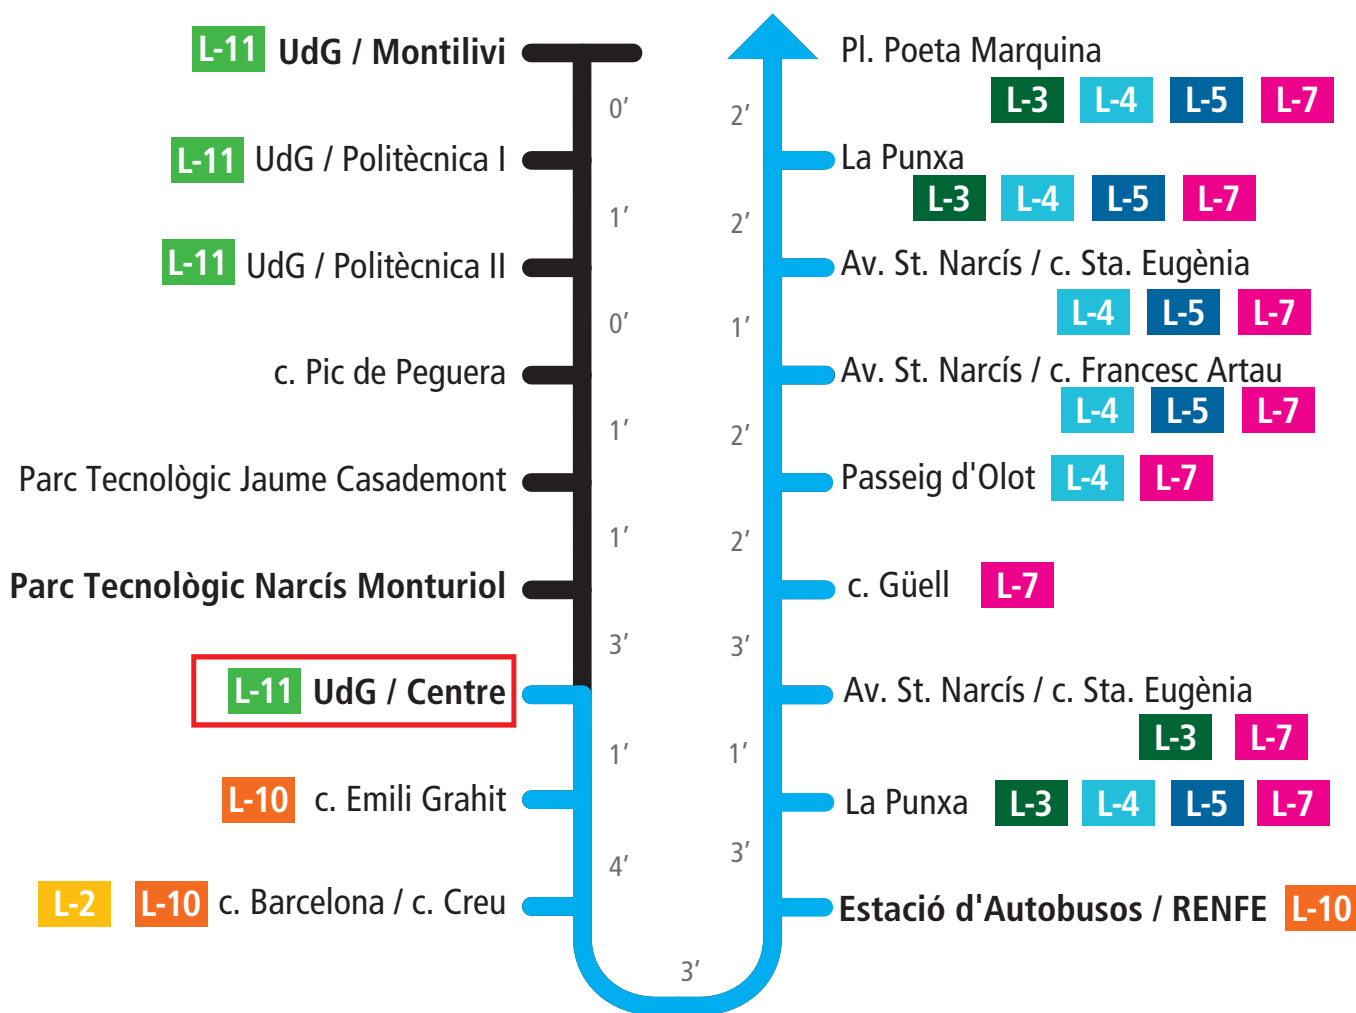 L-11 UdG / Montilivi
0’
L-11 UdG / Politècnica I
1’
L-11 UdG / Politècnica II
0’
c. Pic de Peguera
1’
Parc Tecnològic Jaume Casademont
1’
Parc Tecnològic Narcís Monturiol
3’
L-11 UdG / Centre
1’
L-10 c. Emili Grahit
4’
L-2 L-10 c. Barcelona / c. Creu
3’
Pl. Poeta Marquina
L-3 L-4 L-5 L-7
2’
La Punxa
L-3 L-4 L-5 L-7
2’
Av. St. Narcís / c. Sta. Eugènia
L-4 L-5 L-7
1’
Av. St. Narcís / c. Francesc Artau
L-4 L-5 L-7
2’
Passeig d'Olot L-4 L-7
2’
c. Güell L-7
3’
Av. St. Narcís / c. Sta. Eugènia
L-3 L-7
1’
La Punxa L-3 L-4 L-5 L-7
3’
Estació d'Autobusos / RENFE L-10